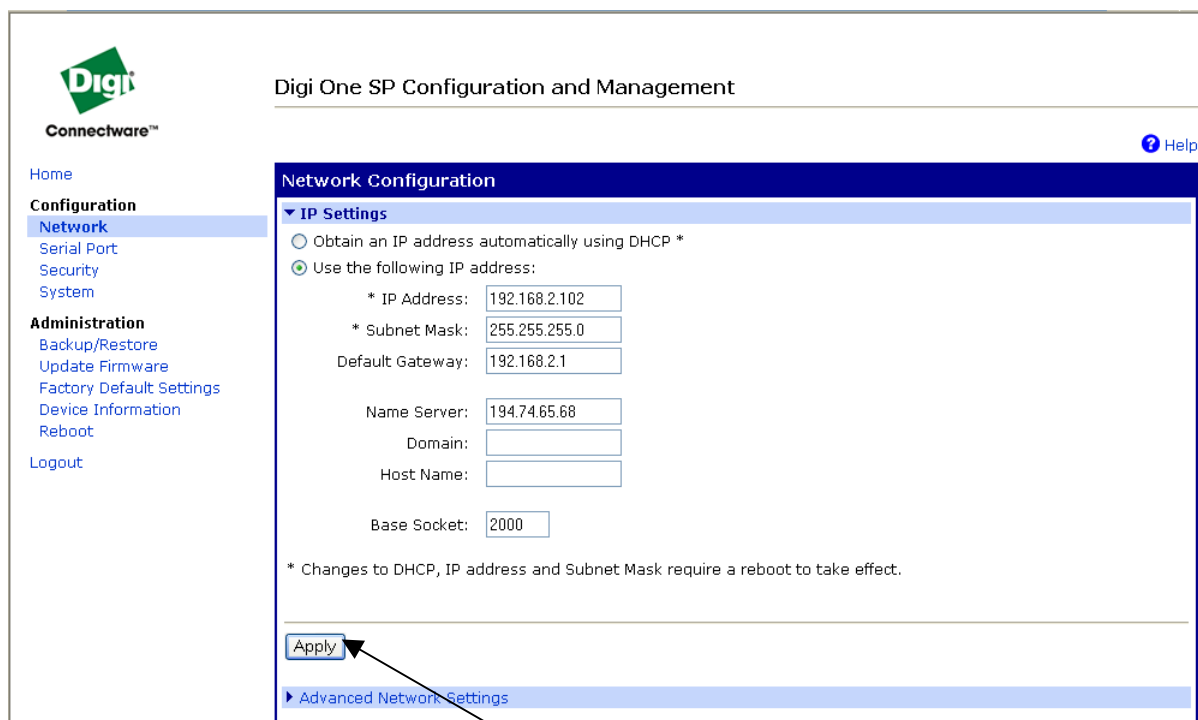 Digi
Connectware™
Digi One SP Configuration and Management
? Help
Home
Configuration
Network
Serial Port
Security
System
Administration
Backup/Restore
Update Firmware
Factory Default Settings
Device Information
Reboot
Logout
Network Configuration
IP Settings
Obtain an IP address automatically using DHCP *
Use the following IP address:
* IP Address: 192.168.2.102
* Subnet Mask: 255.255.255.0
Default Gateway: 192.168.2.1
Name Server: 194.74.65.68
Domain:
Host Name:
Base Socket: 2000
* Changes to DHCP, IP address and Subnet Mask require a reboot to take effect.
Apply
Advanced Network Settings